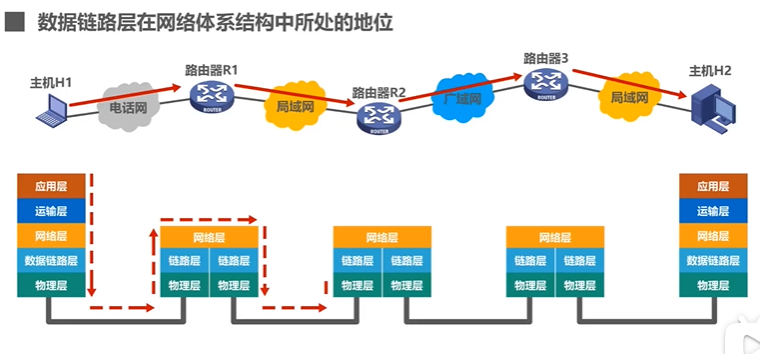 数据链路层在网络体系结构中所处的地位
主机H1
电话网
路由器R1
ROUTER
局域网
路由器R2
ROUTER
广域网
路由器3
ROUTER
局域网
主机H2
应用层
运输层
网络层
数据链路层
物理层
网络层
链路层 链路层
物理层 物理层
网络层
链路层 链路层
物理层 物理层
网络层
链路层 链路层
物理层 物理层
应用层
运输层
网络层
数据链路层
物理层